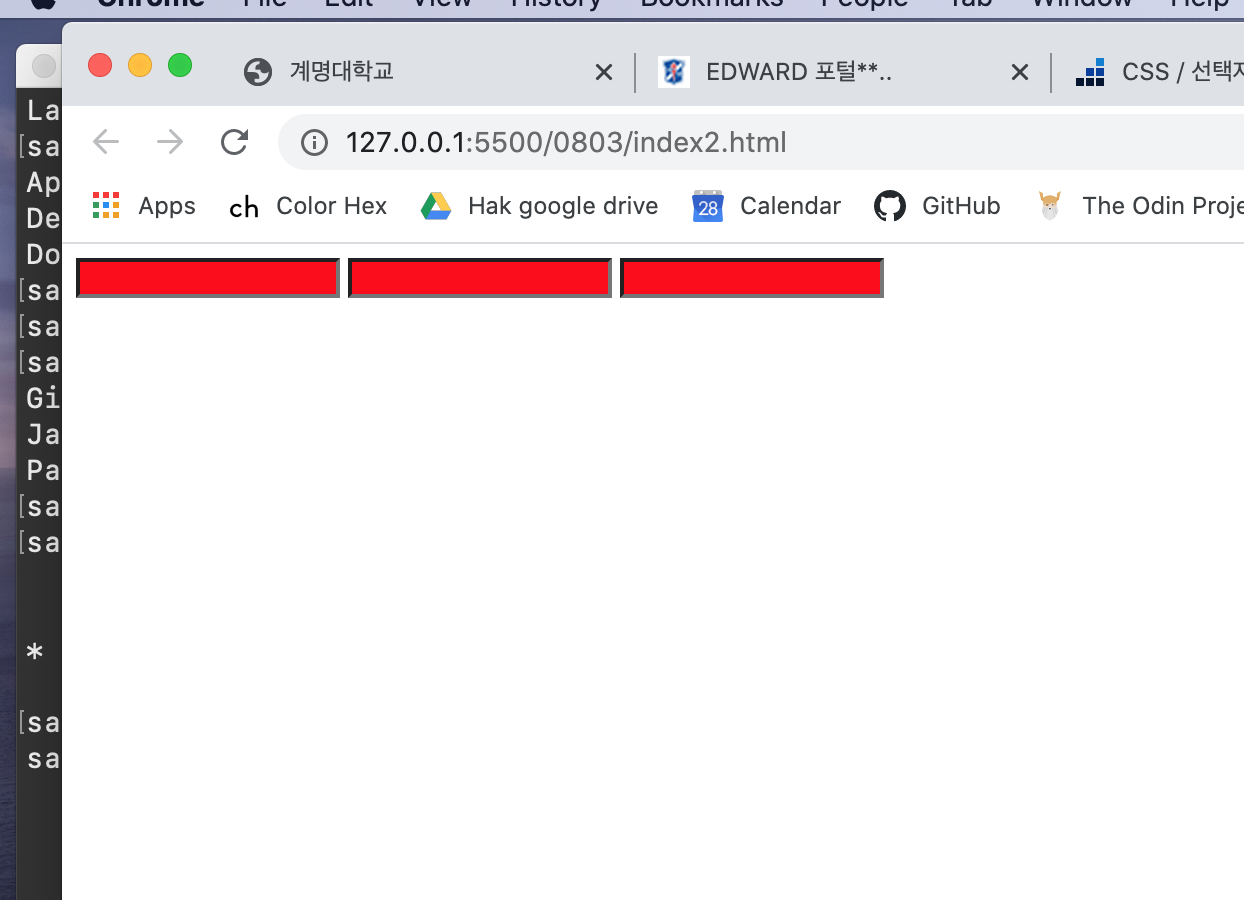 Chrome File Edit View History Bookmarks People Tab Window Help
계명대학교 EDWARD 포털**.. CSS / 선택
127.0.0.1:5500/0803/index2.html
Apps ch Color Hex Hak google drive 28 Calendar GitHub The Odin Proje
La
[sa
Ap
De
Do
[sa
[sa
[sa
Gi
Ja
Pa
[sa
[sa
*
[sa
sa